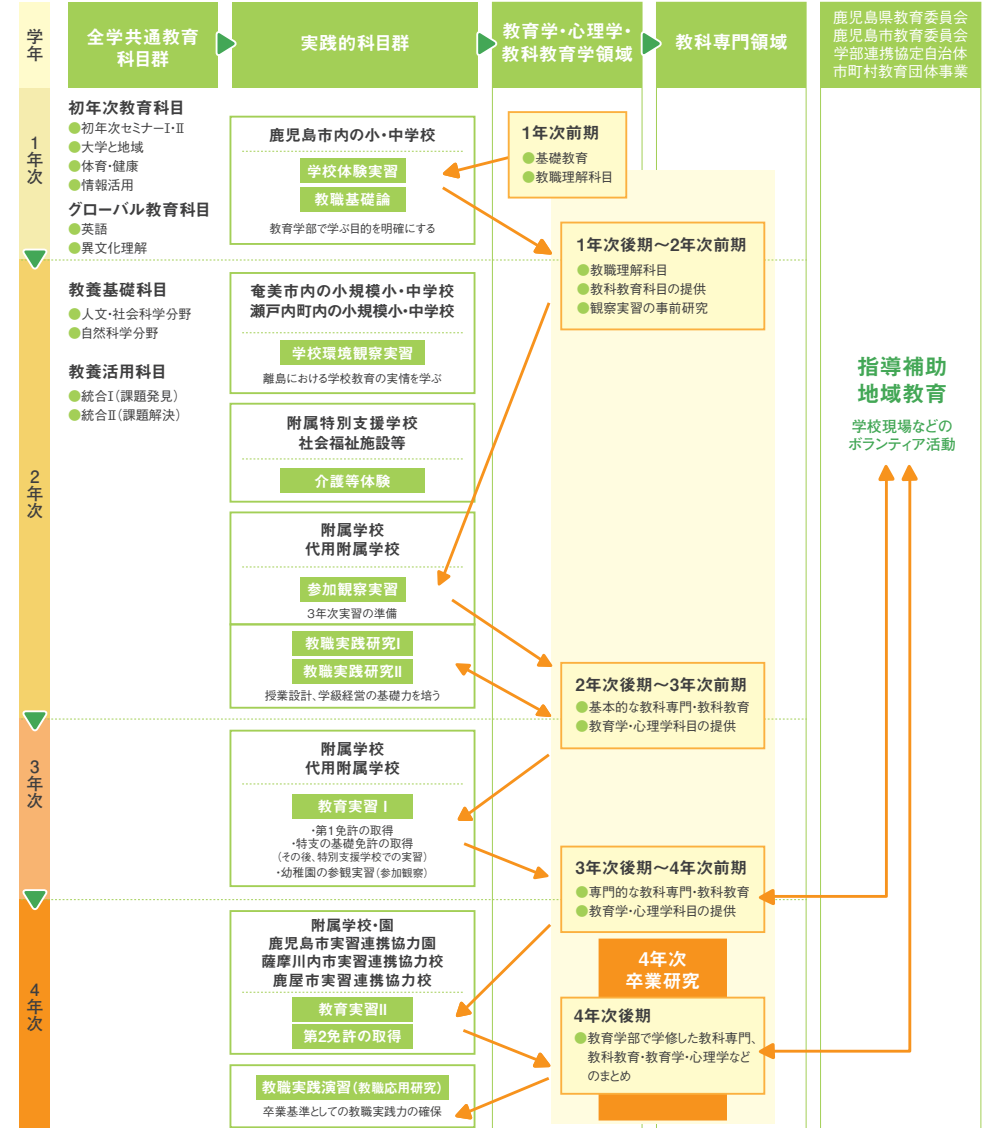 学年
全学共通教育
科目群
実践的科目群
教育学・心理学・
教科教育学領域
教科専門領域
鹿児島県教育委員会
鹿児島市教育委員会
学部連携協定自治体
市町村教育団体事業
1年次
初年次教育科目
●初年次セミナーI・II
●大学と地域
●体育・健康
●情報活用
グローバル教育科目
●英語
●異文化理解
鹿児島市内の小・中学校
学校体験実習
教職基礎論
教育学部で学ぶ目的を明確にする
1年次前期
●基礎教育
●教職理解科目
1年次後期〜2年次前期
●教職理解科目
●教科教育科目の提供
●観察実習の事前研究
2年次
教養基礎科目
●人文・社会科学分野
●自然科学分野
教養活用科目
●統合I(課題発見)
●統合II(課題解決)
奄美市内の小規模小・中学校
瀬戸内町内の小規模小・中学校
学校環境観察実習
離島における学校教育の実情を学ぶ
附属特別支援学校
社会福祉施設等
介護等体験
附属学校
代用附属学校
参加観察実習
3年次実習の準備
教職実践研究I
教職実践研究II
授業設計、学級経営の基礎力を培う
2年次後期〜3年次前期
●基本的な教科専門・教科教育
●教育学・心理学科目の提供
指導補助
地域教育
学校現場などの
ボランティア活動
3年次
附属学校
代用附属学校
教育実習 I
・第1免許の取得
・特支の基礎免許の取得
(その後、特別支援学校での実習)
・幼稚園の参観実習(参加観察)
3年次後期〜4年次前期
●専門的な教科専門・教科教育
●教育学・心理学科目の提供
4年次
附属学校・園
鹿児島市実習連携協力園
薩摩川内市実習連携協力校
鹿屋市実習連携協力校
教育実習II
第2免許の取得
教職実践演習(教職応用研究)
卒業基準としての教職実践力の確保
4年次
卒業研究
4年次後期
●教育学部で学修した教科専門、
教科教育・教育学・心理学など
のまとめ